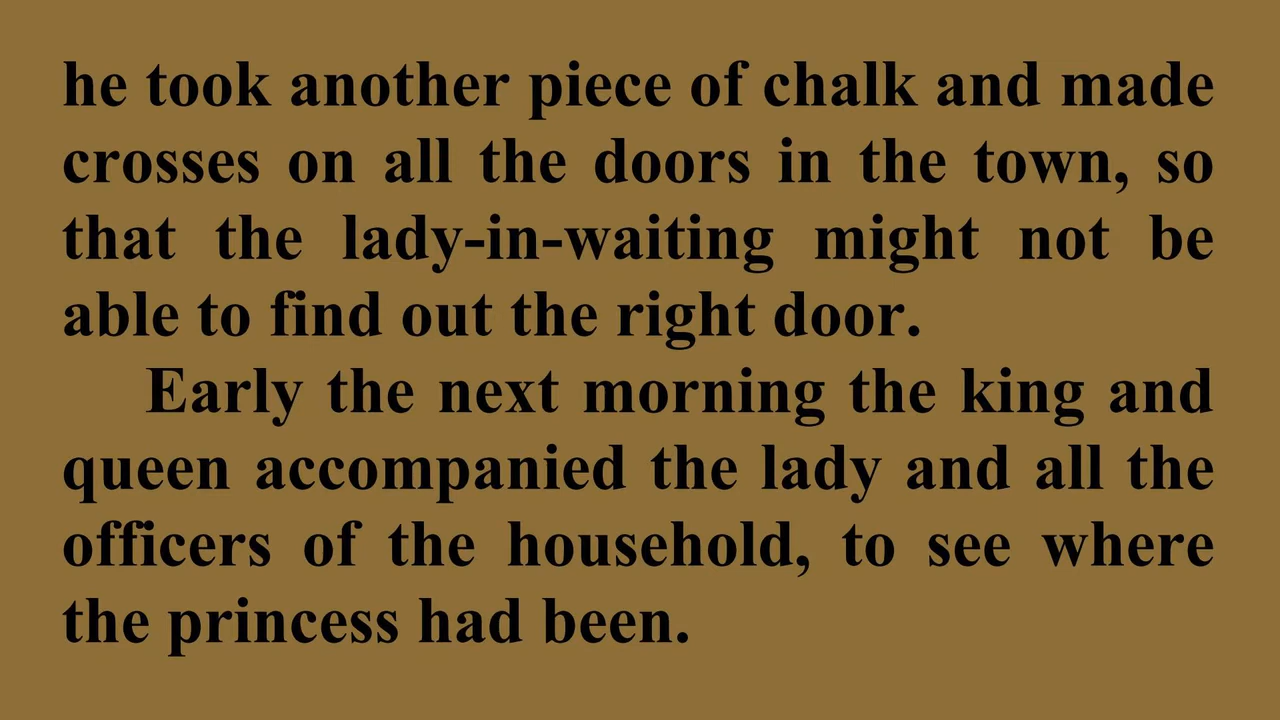 he took another piece of chalk and made
crosses on all the doors in the town, so
that the lady-in-waiting might not be
able to find out the right door.
Early the next morning the king and
queen accompanied the lady and all the
officers of the household, to see where
the princess had been.